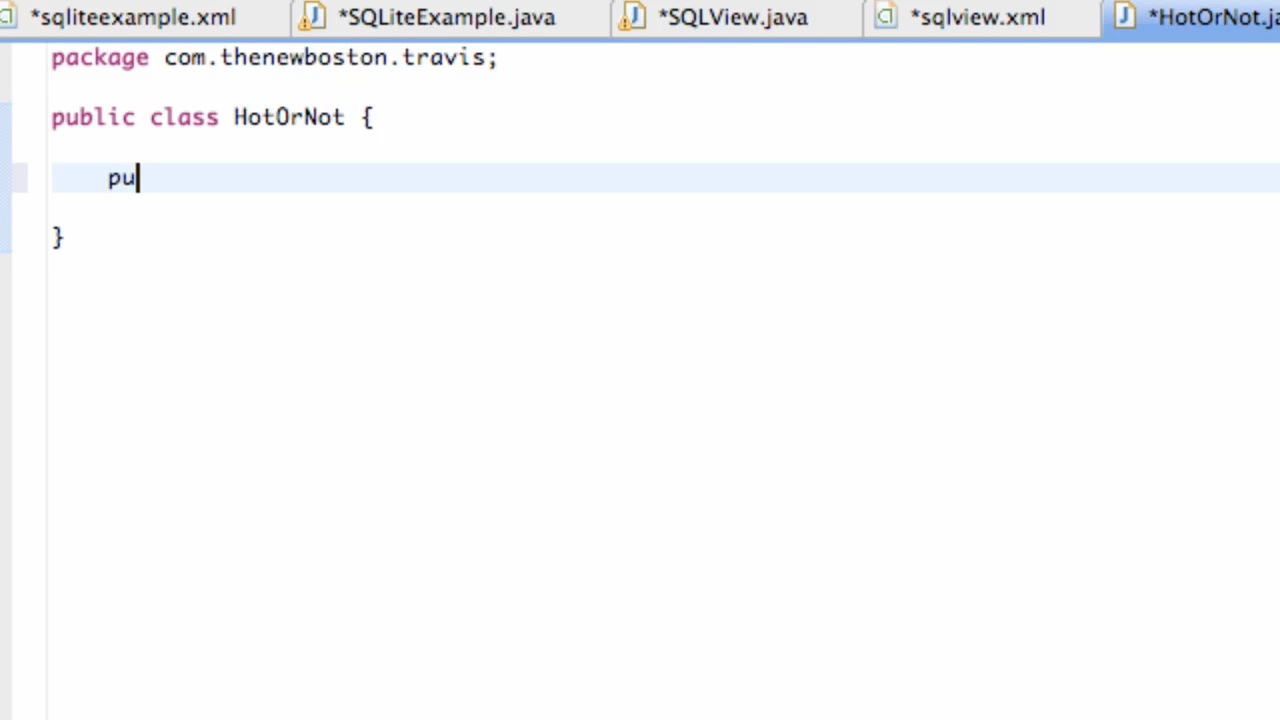 *sqliteexample.xml *SQLiteExample.java *SQLView.java *sqlview.xml *HotOrNot.ja
package com.thenewboston.travis;
public class HotOrNot {
pu
}